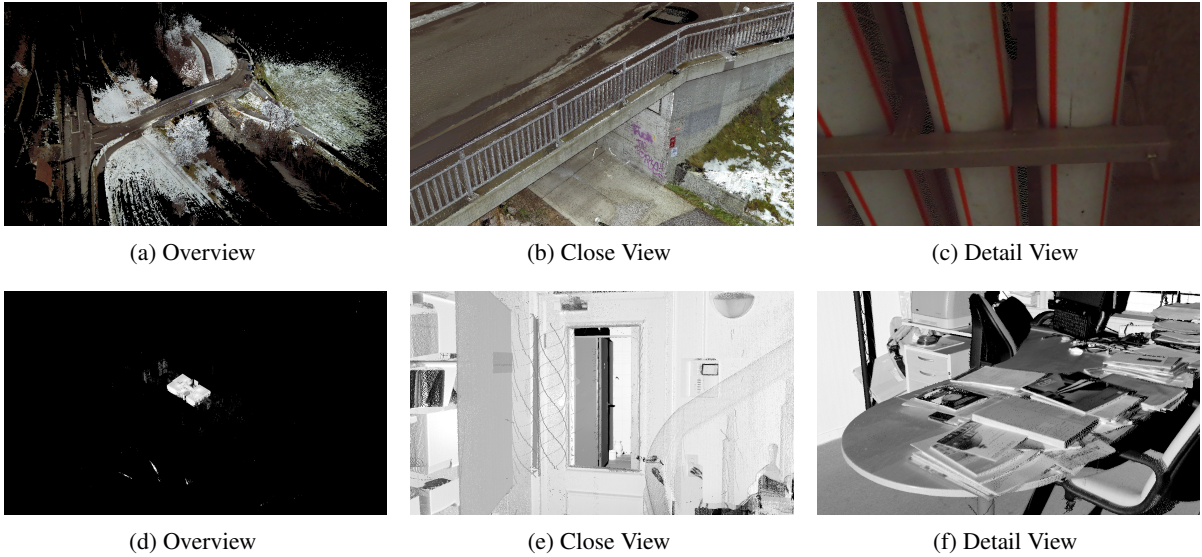 (a) Overview
(b) Close View
(c) Detail View
(d) Overview
(e) Close View
(f) Detail View